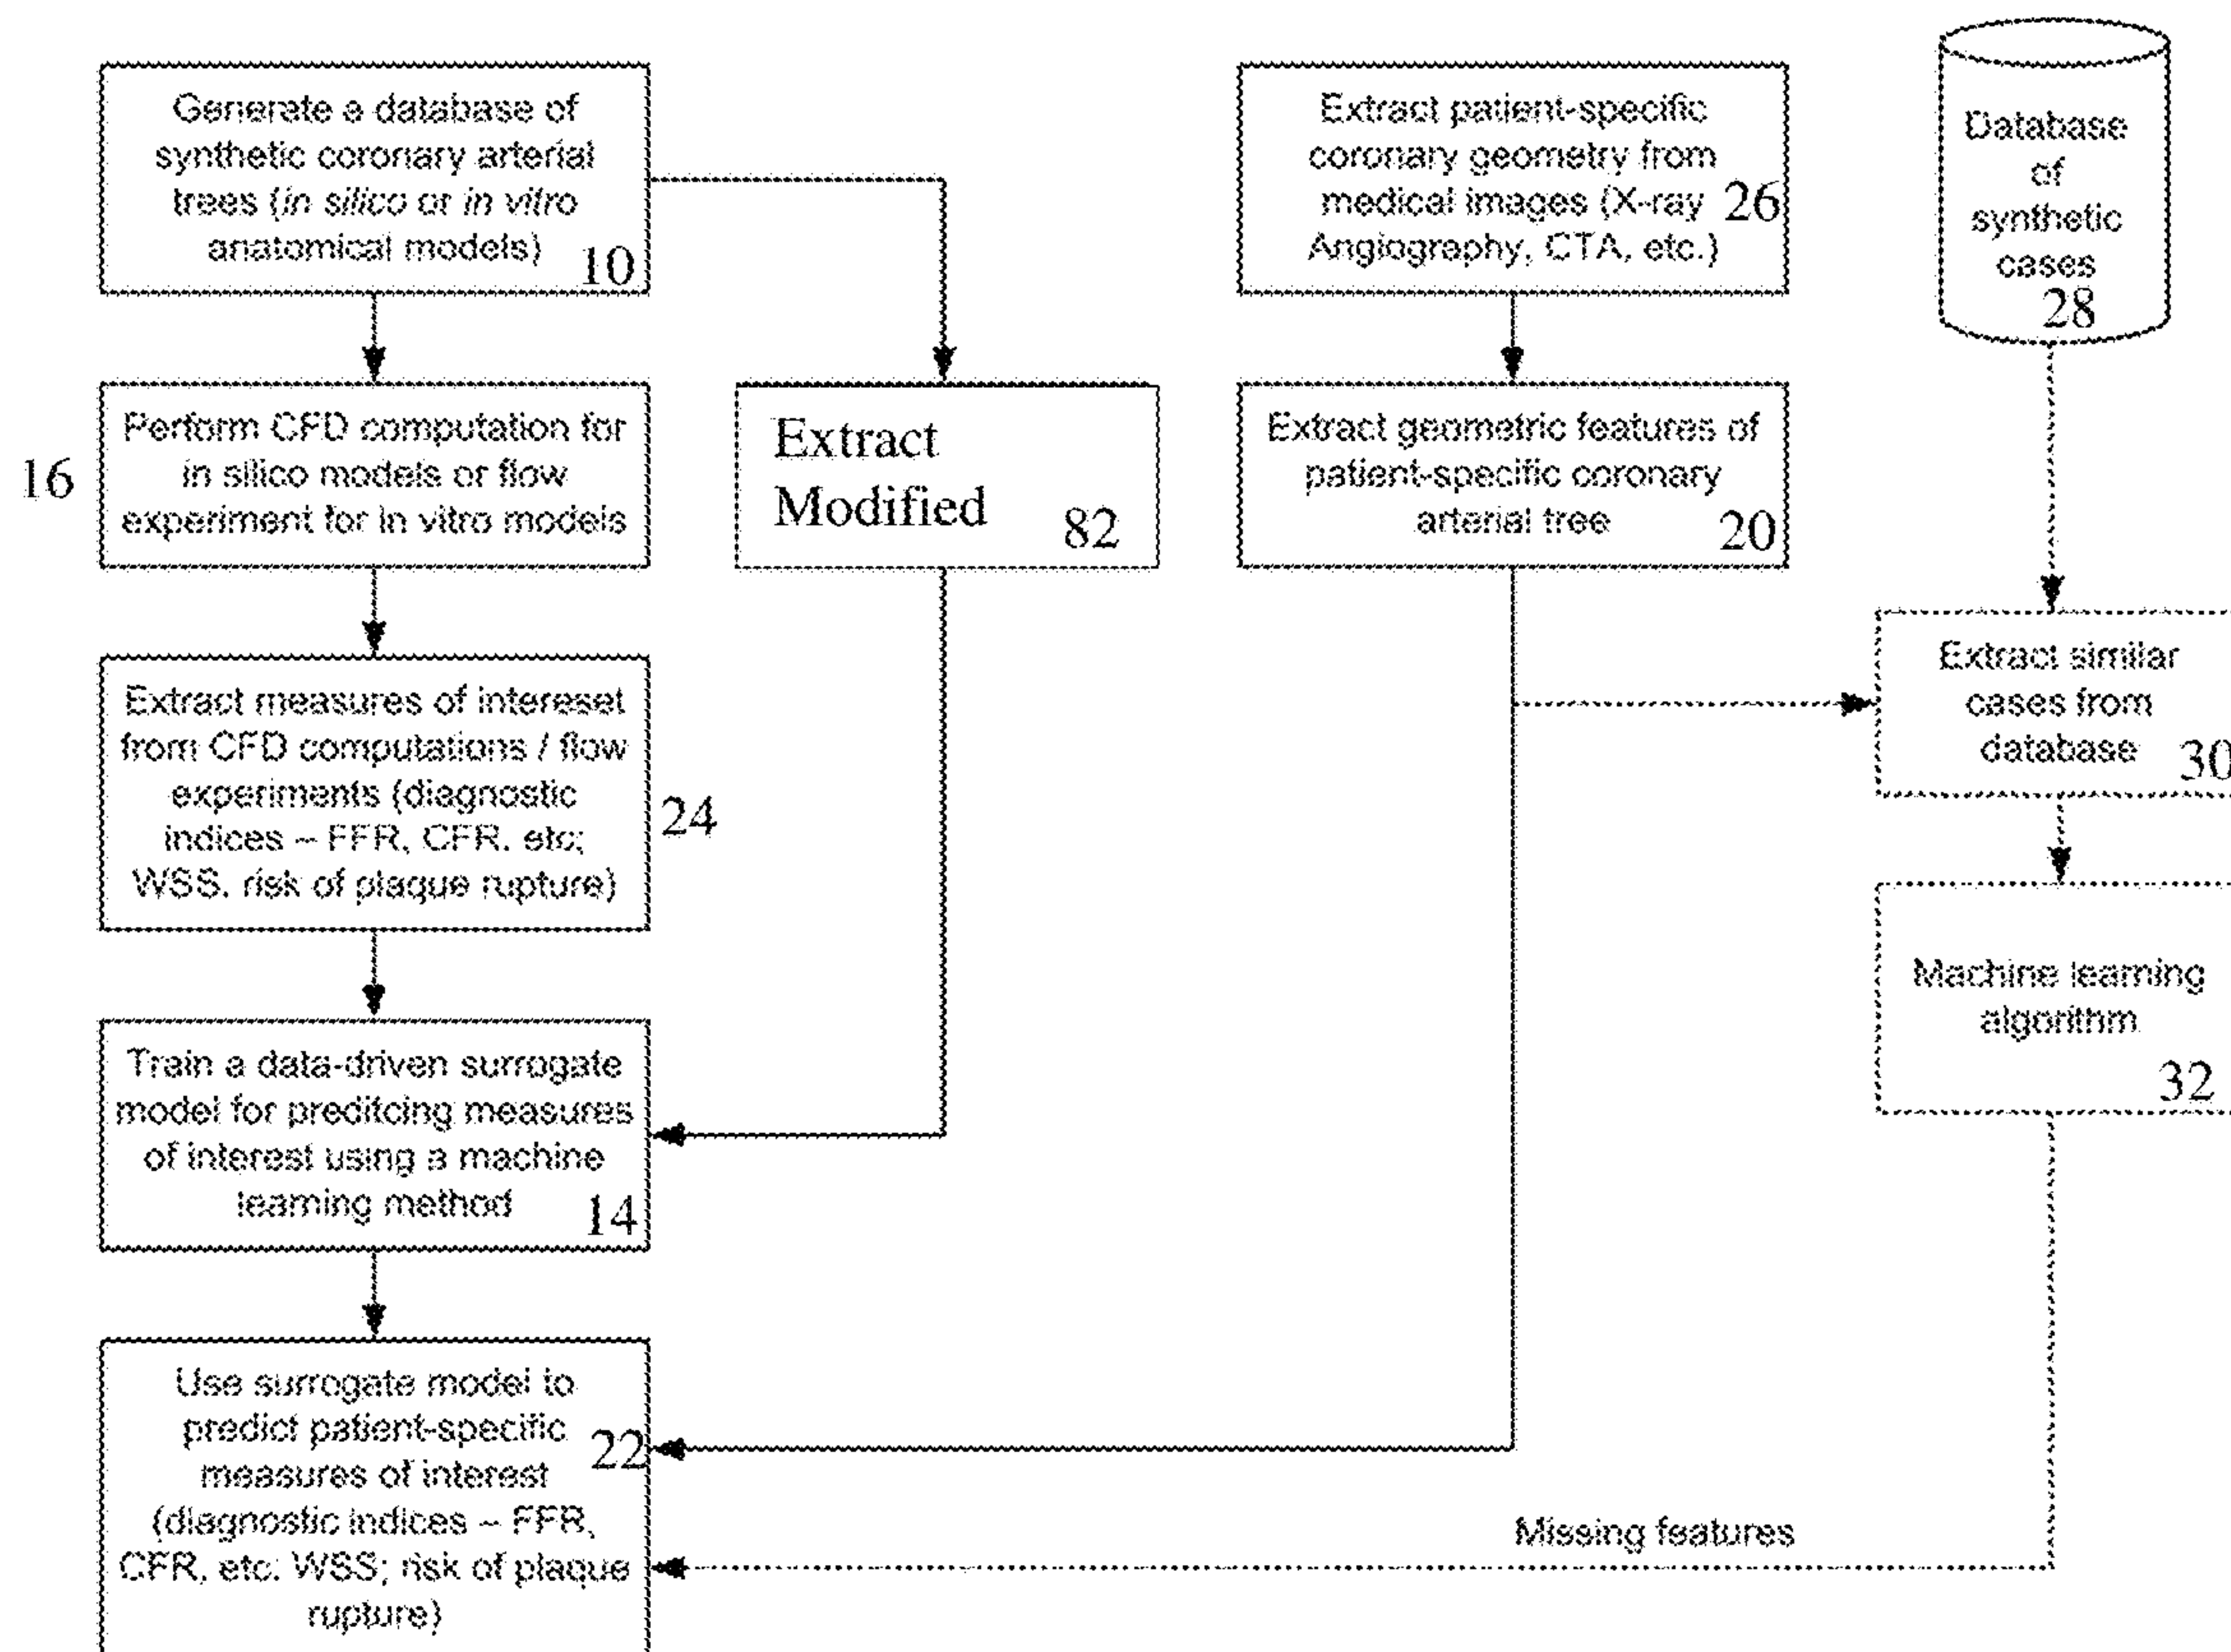 Generate a database of
synthetic coronary arterial
trees (in silico or in vitro
anatomical models)
10
16
Perform CFD computation for
in silico models or flow
experiment for in vitro models
Extract
Modified
82
Extract measures of intereset
from CFD computations / flow
experiments (diagnostic
indices – FFR, CFR. etc;
WSS. risk of plaque rupture)
24
Train a data-driven surrogate
model for preditcing measures
of interest using a machine
learning method
14
Use surrogate model to
predict patient-specific
measures of interest
(diagnostic indices – FFR,
CFR, etc: WSS; risk of plaque
rupture)
22
Extract patient-specific
coronary geometry from
medical images (X-ray
Angiography, CTA, etc.)
26
Extract geometric features of
patient-specific coronary
arterial tree
20
Database
of
synthetic
cases
28
Extract similar
cases from
database
30
Machine learning
algorithm
32
Missing features